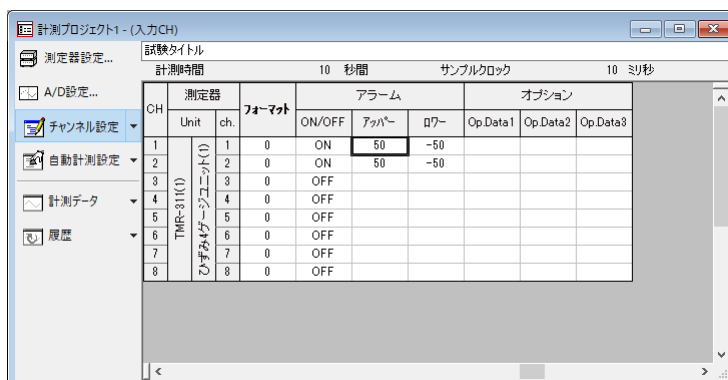 計測プロジェクト1 - (入力CH)
測定器設定...
A/D設定...
チャンネル設定
自動計測設定
計測データ
履歴
試験タイトル
計測時間 10 秒間 サンプルクロック 10 ミリ秒
CH 測定器 フォーマット アラーム オプション
Unit ch. ON/OFF アッパー ロワー Op.Data1 Op.Data2 Op.Data3
TMR-311(1)
ひずみ4ゲージユニット(1)
1 1 0 ON 50 -50
2 2 0 ON 50 -50
3 3 0 OFF
4 4 0 OFF
5 5 0 OFF
6 6 0 OFF
7 7 0 OFF
8 8 0 OFF